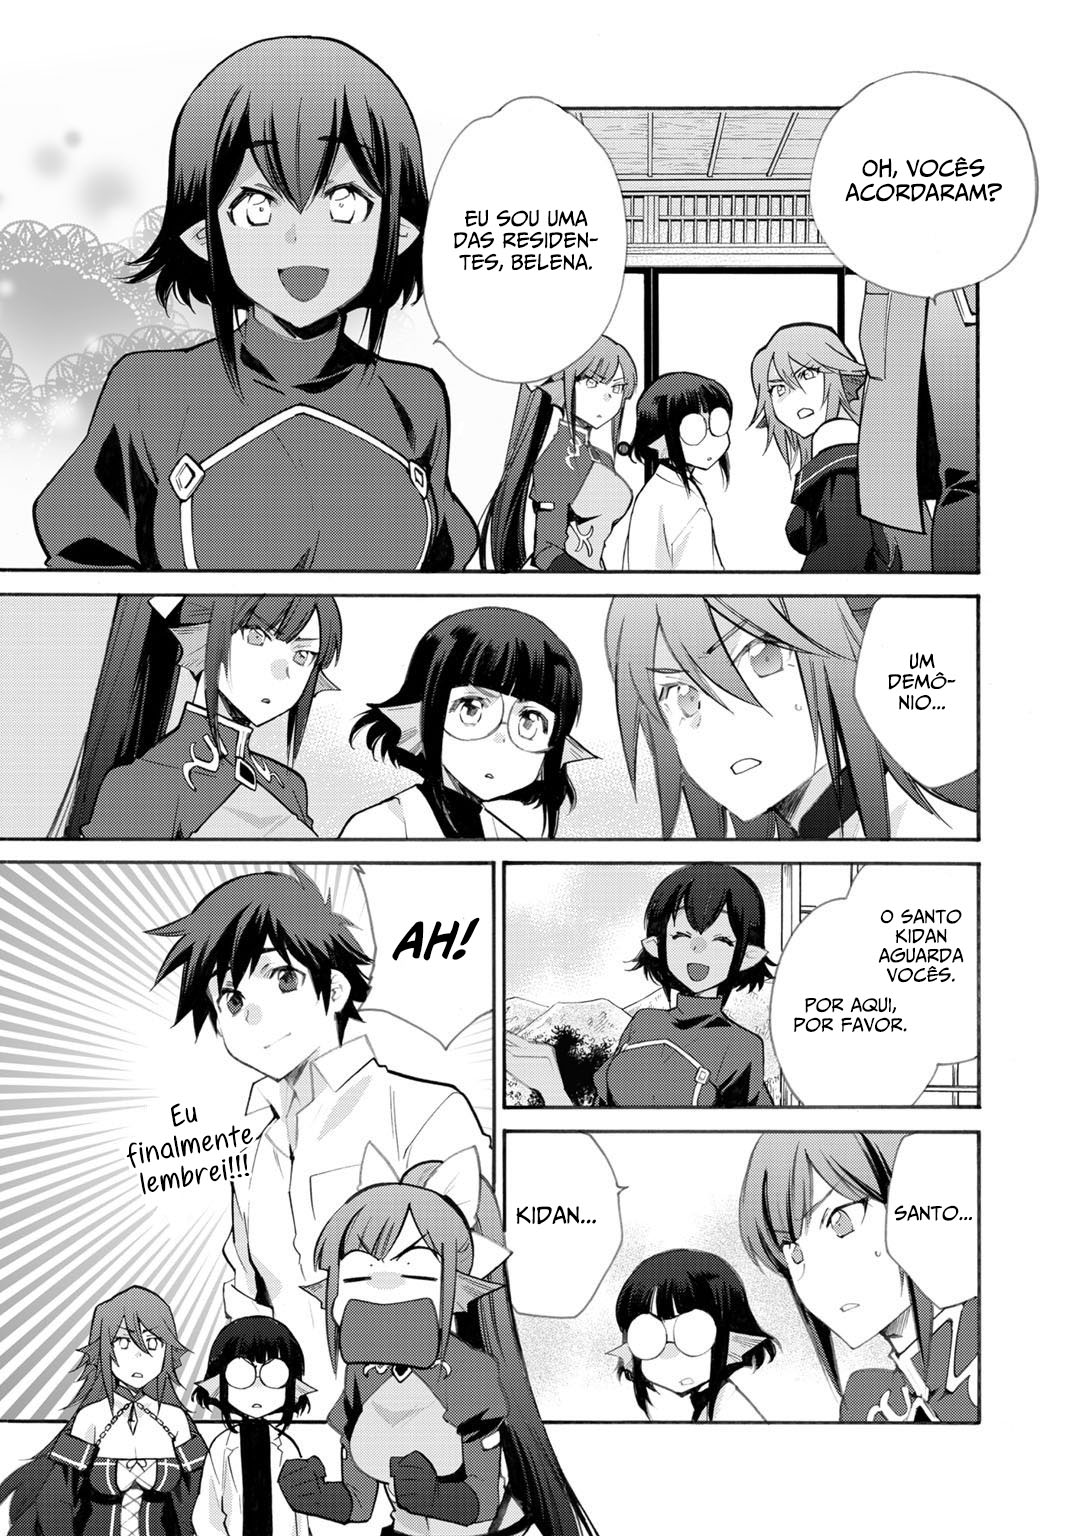 OH, VOCÊS
ACORDARAM?
EU SOU UMA
DAS RESIDEN-
TES, BELENA.
UM
DEMÔ-
NIO...
O SANTO
KIDAN
AGUARDA
VOCÊS.
POR AQUI,
POR FAVOR.
SANTO...
KIDAN...
AH!
Eu
finalmente
lembrei!!!